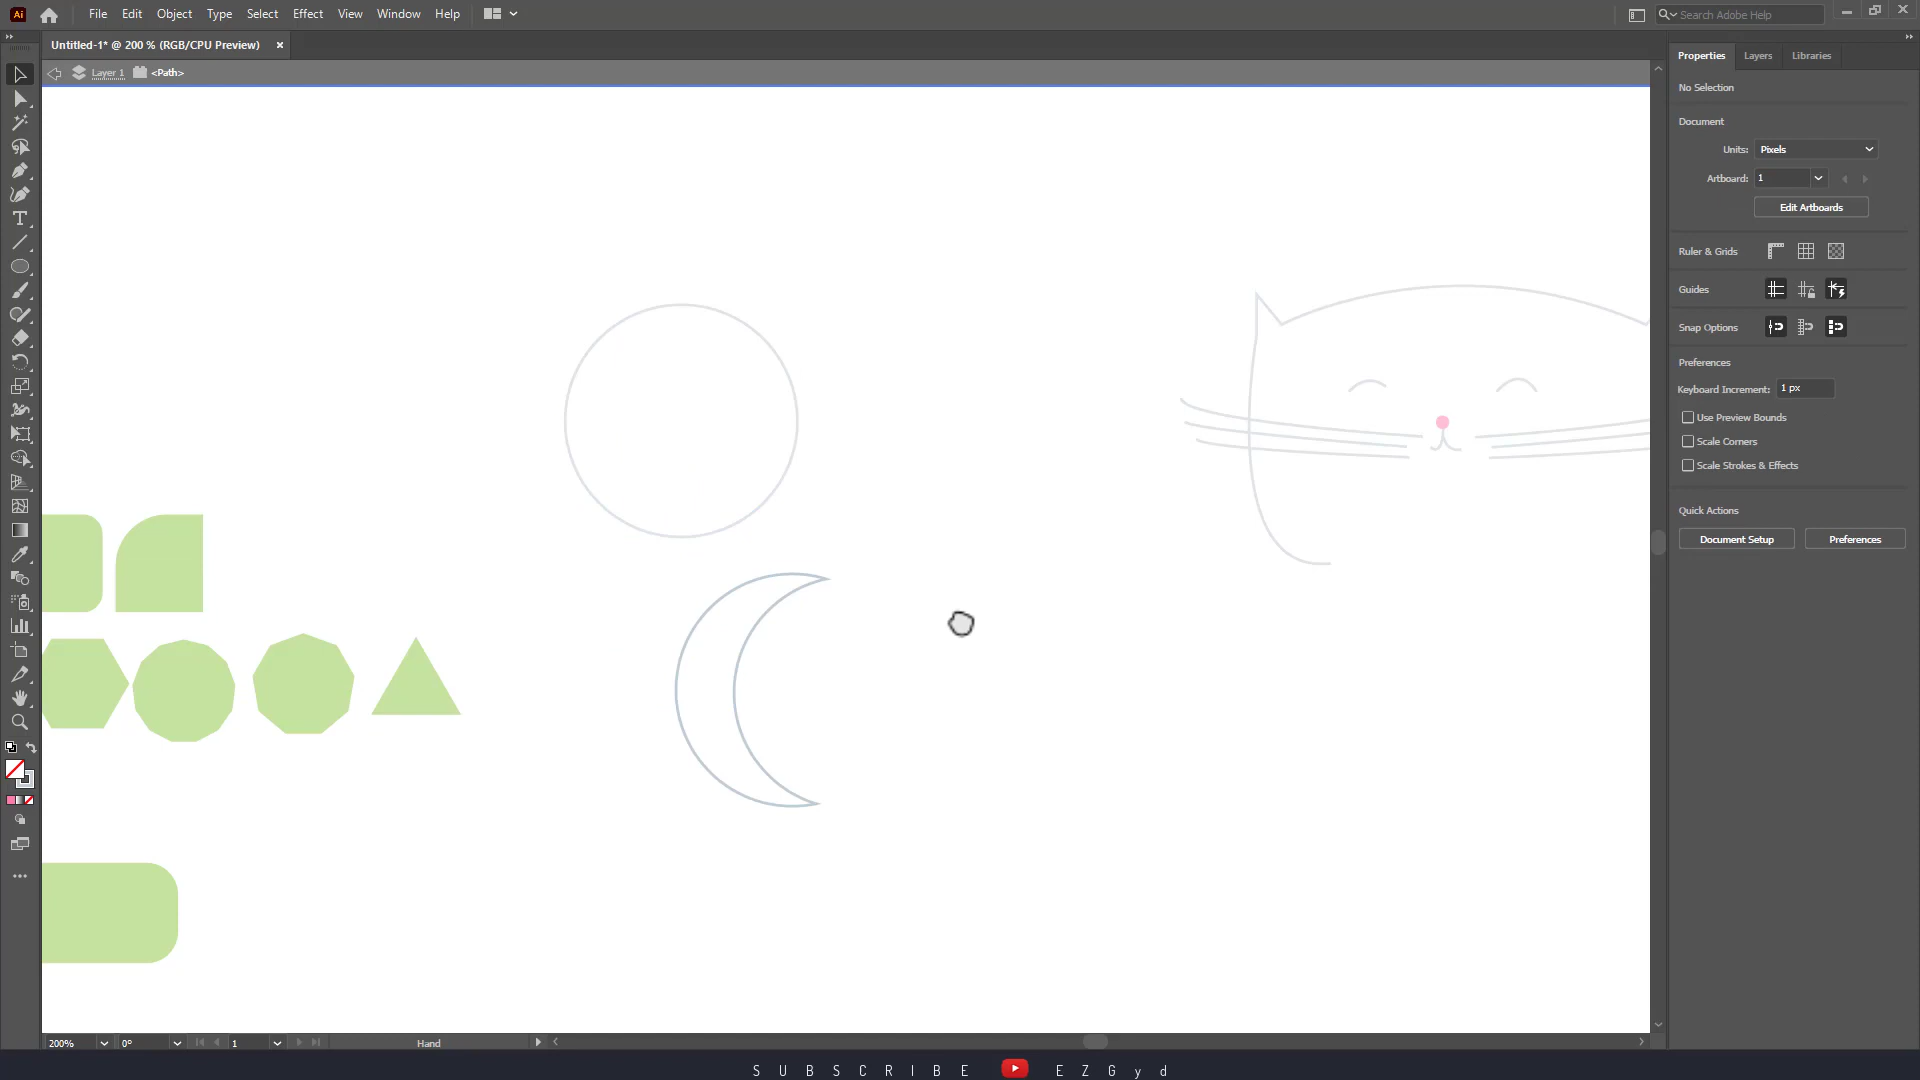 Ai File Edit Object Type Select Effect View Window Help Search Adobe Help
Untitled-1* @ 200 % (RGB/CPU Preview) ×
Layer 1 <Path>
Properties Layers Libraries
No Selection
Document
Units: Pixels
Artboard: 1
Edit Artboards
Ruler & Grids
Guides
Snap Options
Preferences
Keyboard Increment: 1 px
Use Preview Bounds
Scale Corners
Scale Strokes & Effects
Quick Actions
Document Setup Preferences
200% 0° 1 Hand
SUBSCRIBE EZGyd